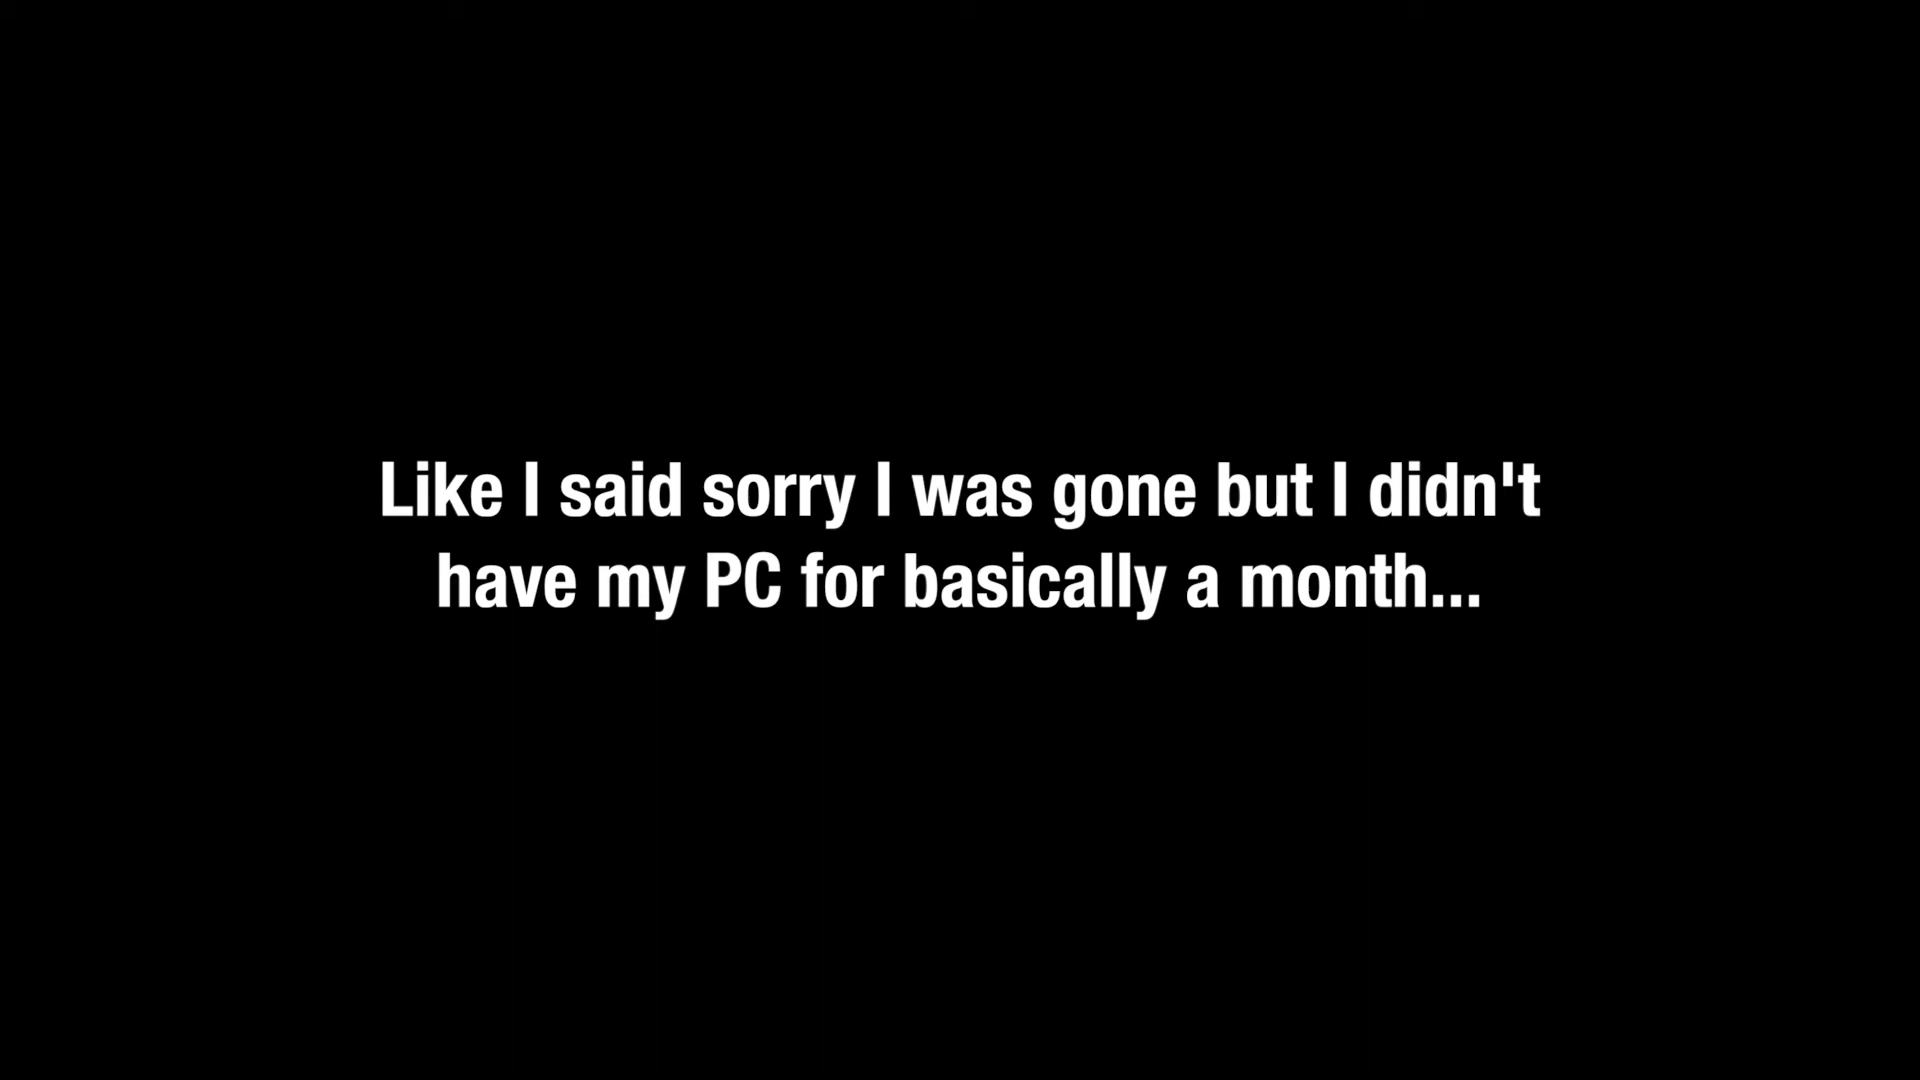 Like I said sorry I was gone but I didn't
have my PC for basically a month...